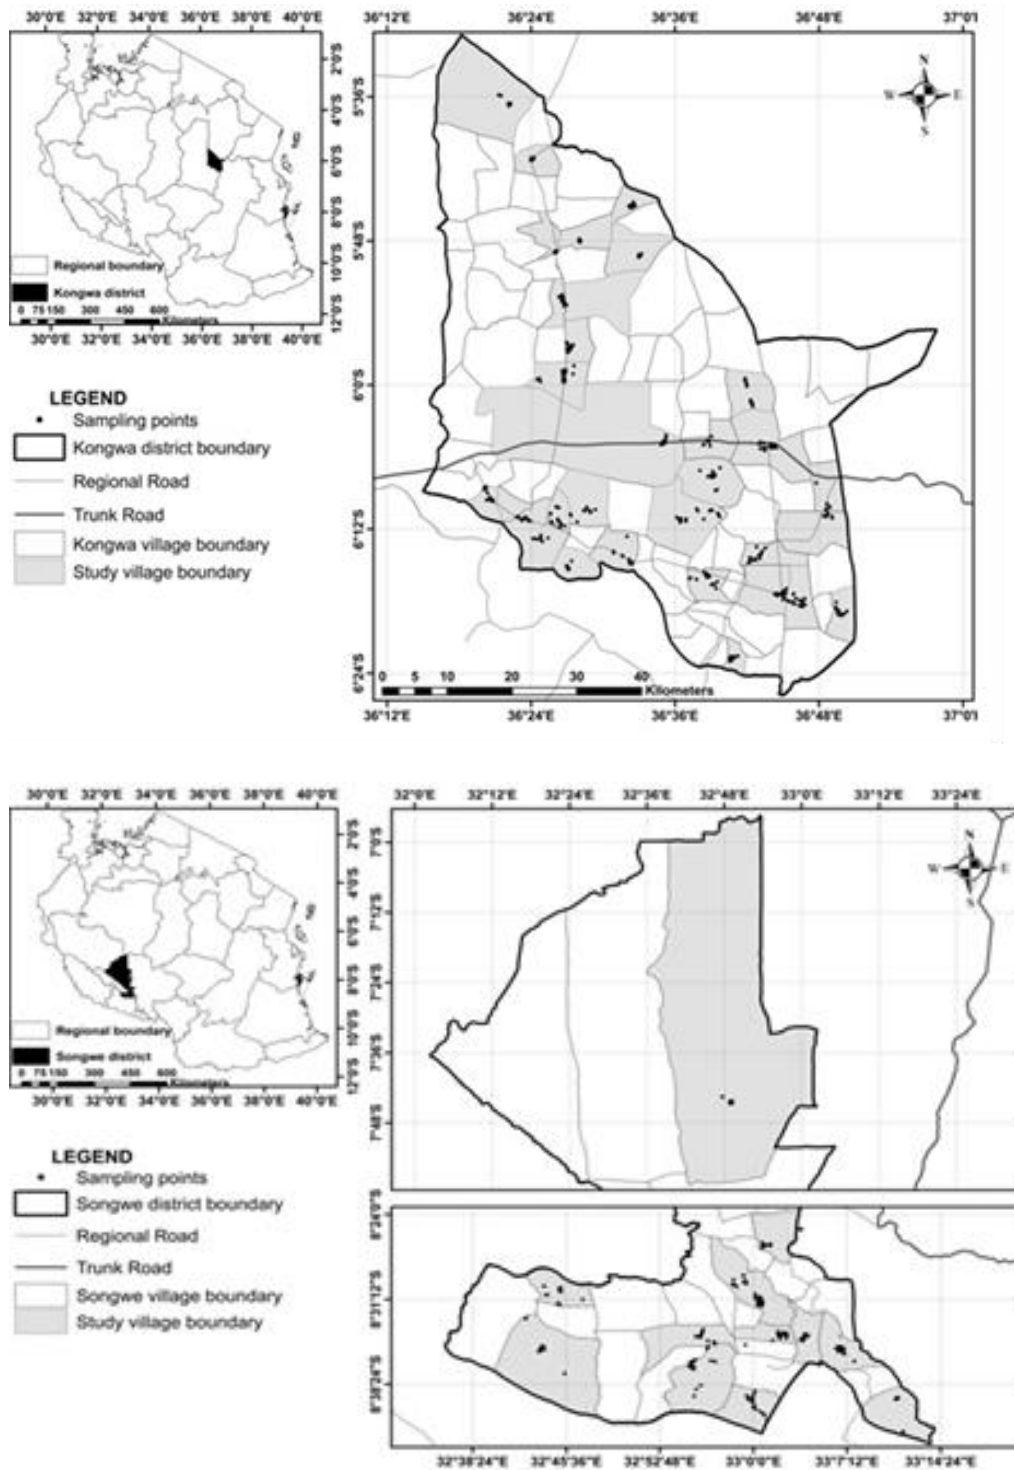 30°0'E 32°0'E 34°0'E 36°0'E 38°0'E 40°0'E
2°0'S
4°0'S
6°0'S
8°0'S
10°0'S
12°0'S
Regional boundary
Kongwa district
0 75 150 300 450 600
Kilometers
30°0'E 32°0'E 34°0'E 36°0'E 38°0'E 40°0'E
LEGEND
Sampling points
Kongwa district boundary
Regional Road
Trunk Road
Kongwa village boundary
Study village boundary
36°12'E 36°24'E 36°36'E 36°48'E 37°0'
N
W E
S
5°36'S
5°48'S
6°0'S
6°12'S
6°24'S
0 5 10 20 30 40
Kilometers
36°12'E 36°24'E 36°36'E 36°48'E 37°0'
30°0'E 32°0'E 34°0'E 36°0'E 38°0'E 40°0'E
2°0'S
4°0'S
6°0'S
8°0'S
10°0'S
12°0'S
Regional boundary
Songwe district
0 75 150 300 450 600
Kilometers
30°0'E 32°0'E 34°0'E 36°0'E 38°0'E 40°0'E
LEGEND
Sampling points
Songwe district boundary
Regional Road
Trunk Road
Songwe village boundary
Study village boundary
32°0'E 32°12'E 32°24'E 32°36'E 32°48'E 33°0'E 33°12'E 33°24'E
N
W E
S
7°0'S
7°12'S
7°24'S
7°36'S
7°48'S
8°24'0"S
8°31'12"S
8°38'24"S
32°38'24"E 32°45'36"E 32°52'48"E 33°0'0"E 33°7'12"E 33°14'24"E